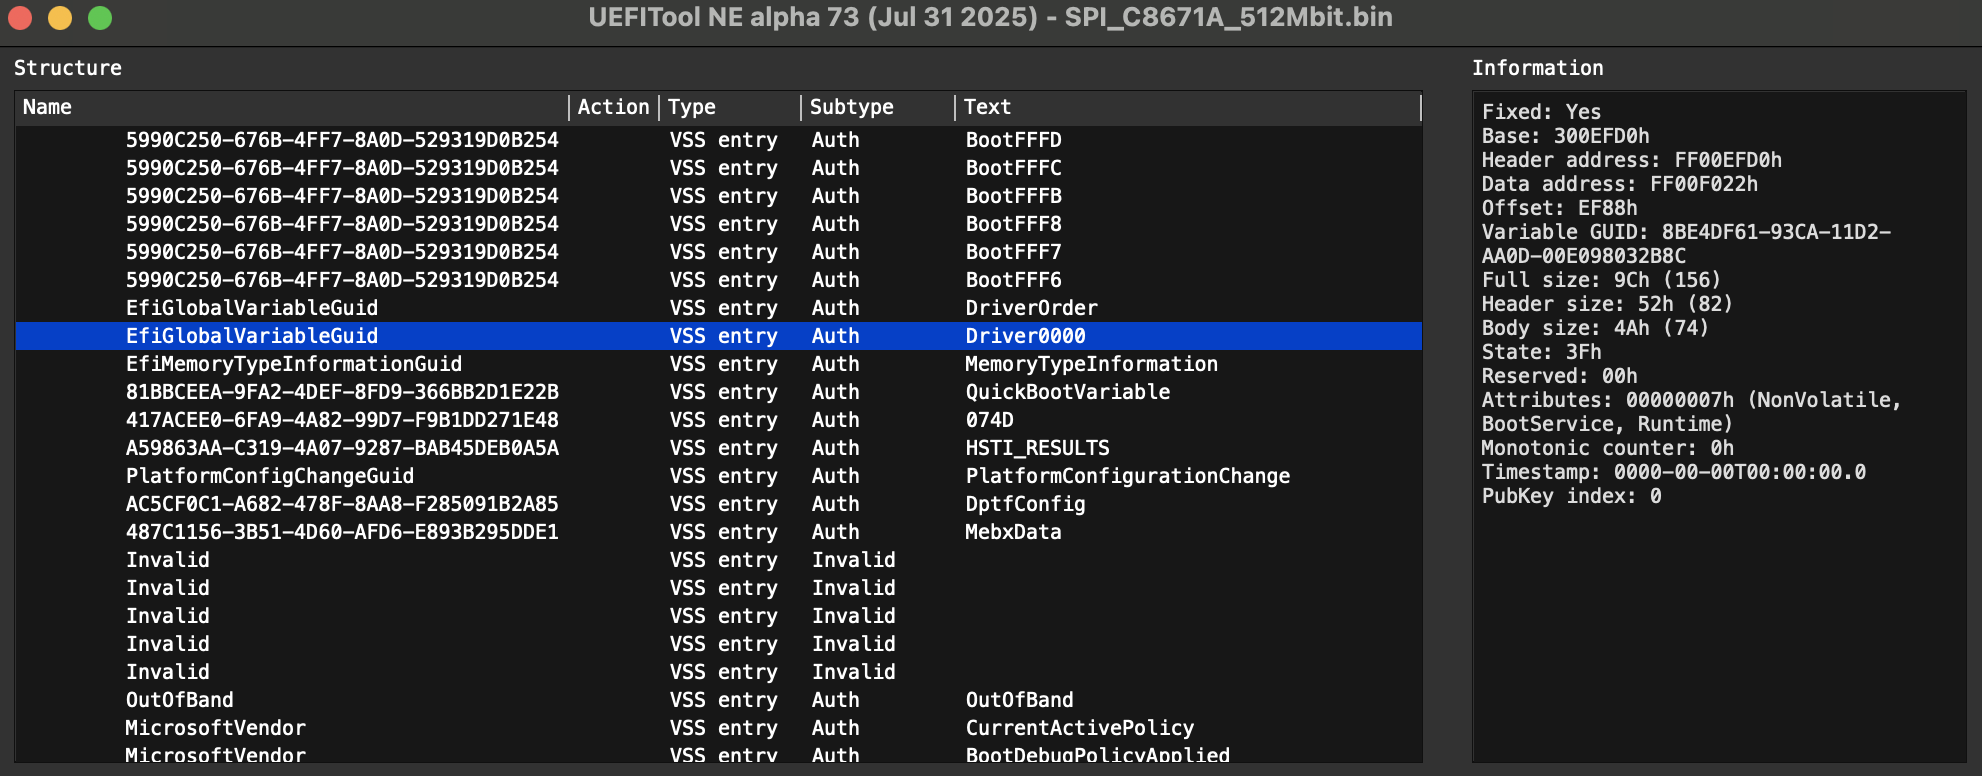 UEFITool NE alpha 73 (Jul 31 2025) - SPI_C8671A_512Mbit.bin
Structure
Name Action Type Subtype Text
5990C250-676B-4FF7-8A0D-529319D0B254 VSS entry Auth BootFFFD
5990C250-676B-4FF7-8A0D-529319D0B254 VSS entry Auth BootFFFC
5990C250-676B-4FF7-8A0D-529319D0B254 VSS entry Auth BootFFFB
5990C250-676B-4FF7-8A0D-529319D0B254 VSS entry Auth BootFFF8
5990C250-676B-4FF7-8A0D-529319D0B254 VSS entry Auth BootFFF7
5990C250-676B-4FF7-8A0D-529319D0B254 VSS entry Auth BootFFF6
EfiGlobalVariableGuid VSS entry Auth DriverOrder
EfiGlobalVariableGuid VSS entry Auth Driver0000
EfiMemoryTypeInformationGuid VSS entry Auth MemoryTypeInformation
81BBCEEA-9FA2-4DEF-8FD9-366BB2D1E22B VSS entry Auth QuickBootVariable
417ACEE0-6FA9-4A82-99D7-F9B1DD271E48 VSS entry Auth 074D
A59863AA-C319-4A07-9287-BAB45DEB0A5A VSS entry Auth HSTI_RESULTS
PlatformConfigChangeGuid VSS entry Auth PlatformConfigurationChange
AC5CF0C1-A682-478F-8AA8-F285091B2A85 VSS entry Auth DptfConfig
487C1156-3B51-4D60-AFD6-E893B295DDE1 VSS entry Auth MebxData
Invalid VSS entry Invalid
Invalid VSS entry Invalid
Invalid VSS entry Invalid
Invalid VSS entry Invalid
Invalid VSS entry Invalid
OutOfBand VSS entry Auth OutOfBand
MicrosoftVendor VSS entry Auth CurrentActivePolicy
MicrosoftVendor VSS entry Auth BootDebugPolicyApplied
Information
Fixed: Yes
Base: 300EFD0h
Header address: FF00EFD0h
Data address: FF00F022h
Offset: EF88h
Variable GUID: 8BE4DF61-93CA-11D2-
AA0D-00E098032B8C
Full size: 9Ch (156)
Header size: 52h (82)
Body size: 4Ah (74)
State: 3Fh
Reserved: 00h
Attributes: 00000007h (NonVolatile,
BootService, Runtime)
Monotonic counter: 0h
Timestamp: 0000-00-00T00:00:00.0
PubKey index: 0